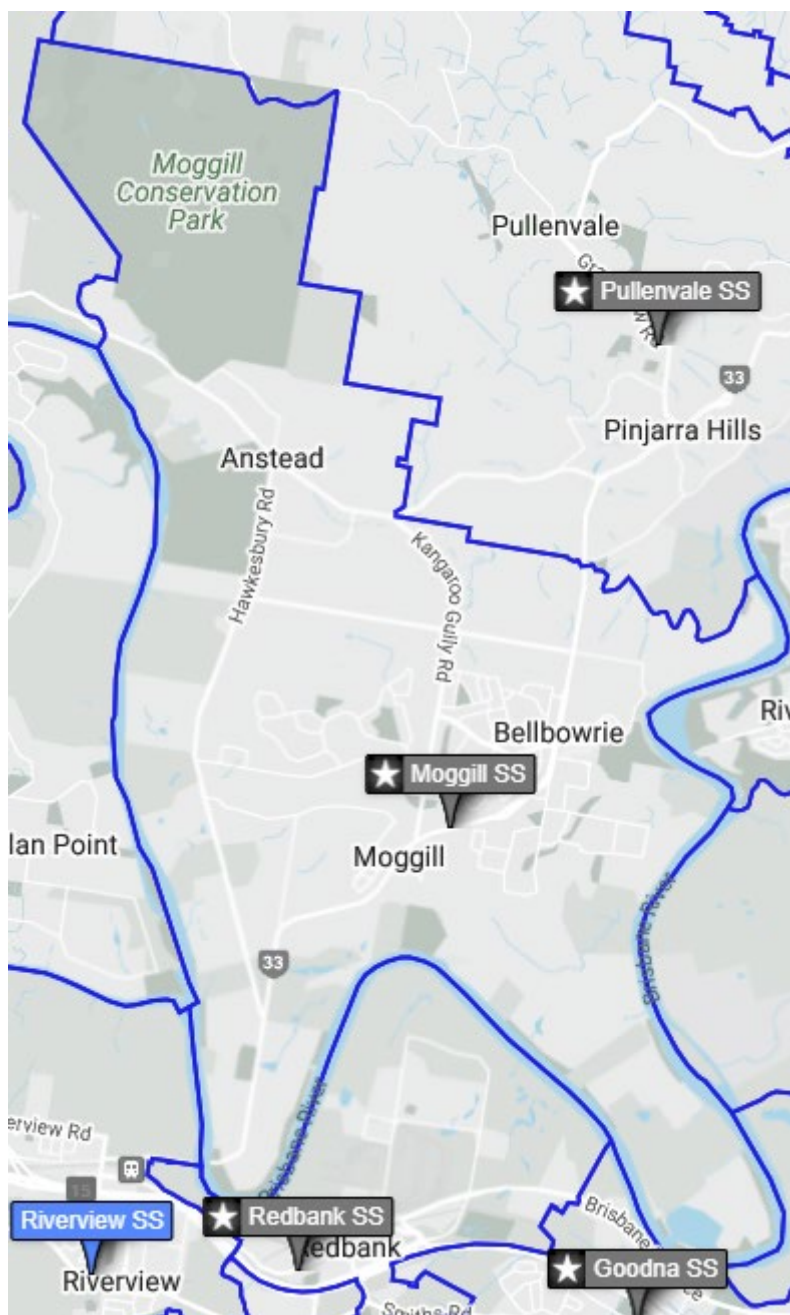 Moggill
Conservation
Park
Pullenvale
Pullenvale SS
33
Pinjarra Hills
Anstead
Hawkesbury Rd
Kangaroo Gully Rd
Bellbowrie
Moggill SS
lan Point
Moggill
Brisbane River
33
erview Rd
Brisbane River
15
Riverview SS
Redbank SS
edbank
Brisbane
Goodna SS
Riverview
Smiths Rd